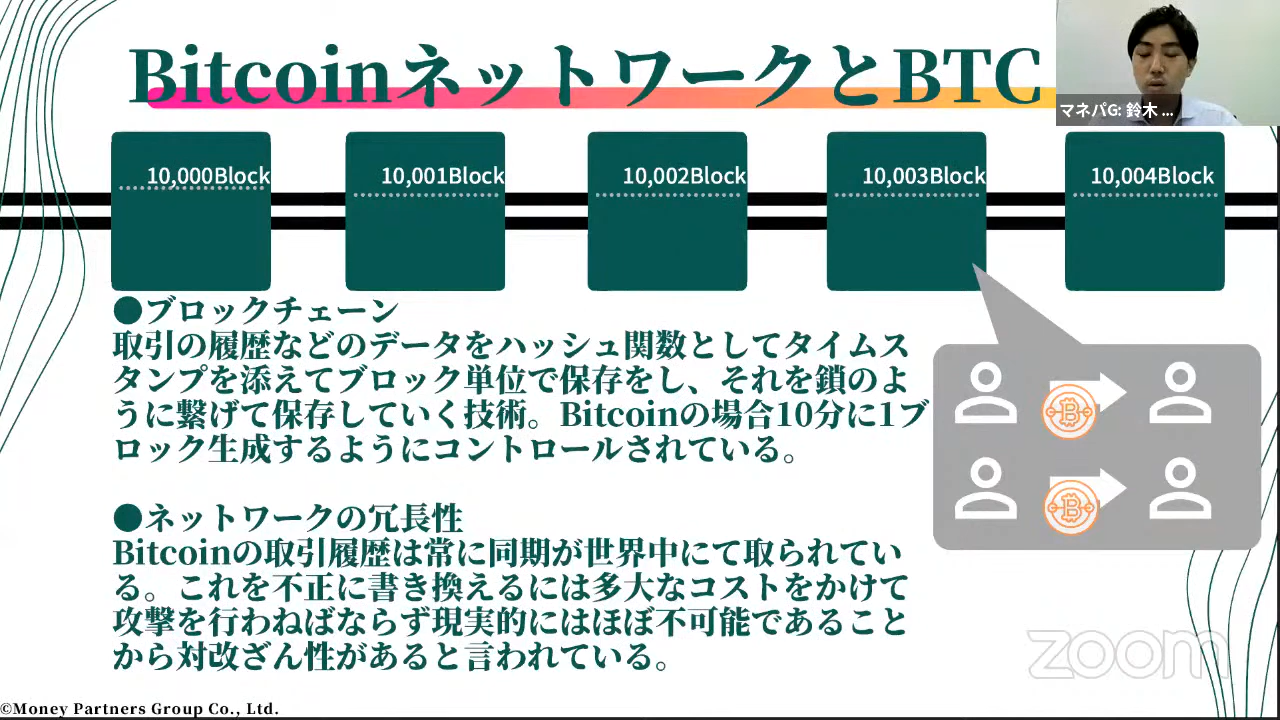 BitcoinネットワークとBTC
マネパG: 鈴木 ...
10,000Block
10,001Block
10,002Block
10,003Block
10,004Block
●ブロックチェーン
取引の履歴などのデータをハッシュ関数としてタイムス
タンプを添えてブロック単位で保存をし、それを鎖のよ
うに繋げて保存していく技術。Bitcoinの場合10分に1ブ
ロック生成するようにコントロールされている。
●ネットワークの冗長性
Bitcoinの取引履歴は常に同期が世界中にて取られてい
る。これを不正に書き換えるには多大なコストをかけて
攻撃を行わねばならず現実的にはほぼ不可能であること
から対改ざん性があると言われている。
zoom
©Money Partners Group Co., Ltd.